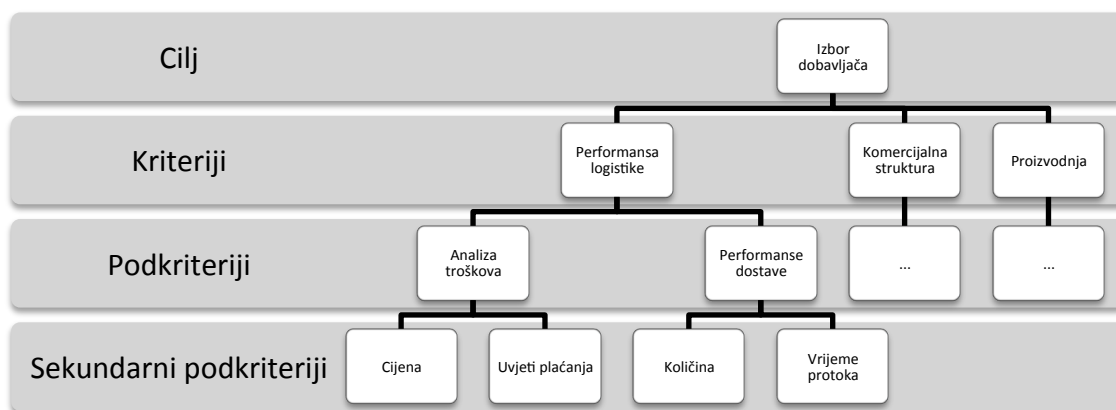 Cilj
Izbor
dobavljača
Kriteriji
Performansa
logistike
Komercijalna
struktura
Proizvodnja
Podkriteriji
Analiza
troškova
Performanse
dostave
...
...
Sekundarni podkriteriji
Cijena
Uvjeti plaćanja
Količina
Vrijeme
protoka